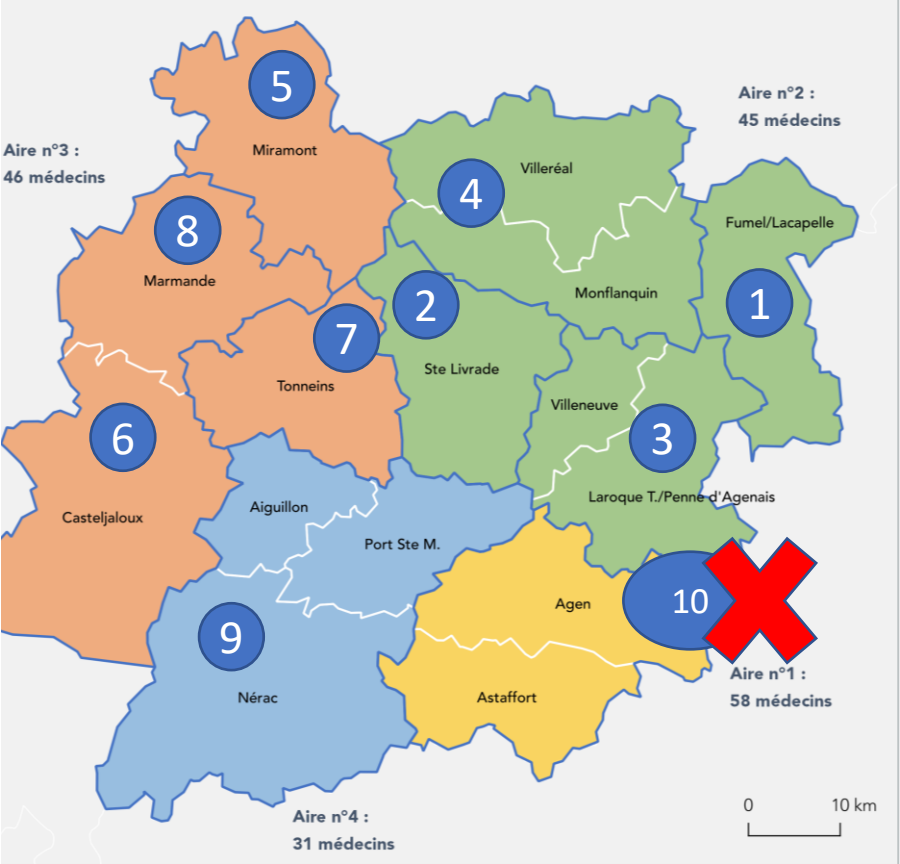 5
Aire n°2 :
45 médecins
Miramont
Aire n°3 :
46 médecins
Villeréal
4
8
Fumel/Lacapelle
Marmande
Monflanquin
2
1
7
Ste Livrade
Tonneins
Villeneuve
6
3
Laroque T./Penne d'Agenais
Aiguillon
Casteljaloux
Port Ste M.
Agen
10
9
Nérac
Astaffort
Aire n°1 :
58 médecins
Aire n°4 :
31 médecins
0 10 km